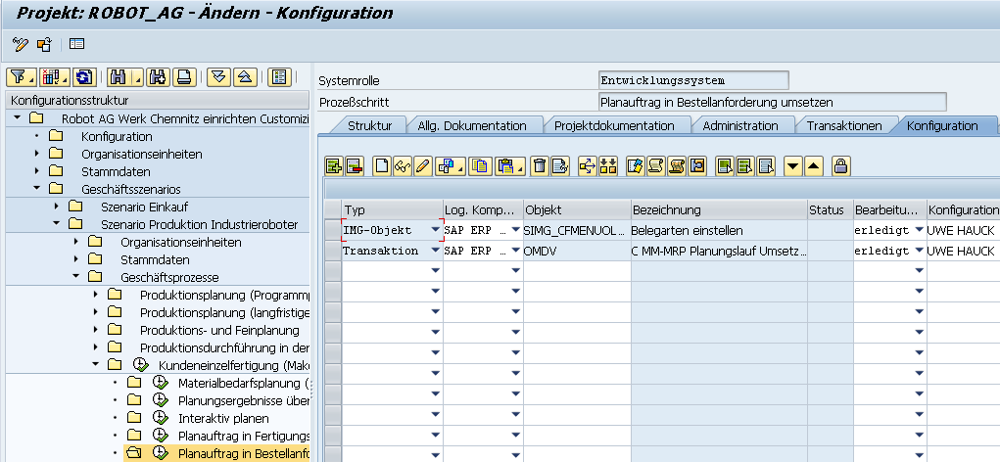 Projekt: ROBOT_AG - Ändern - Konfiguration
Systemrolle Entwicklungssystem
Prozeßschritt Planauftrag in Bestellanforderung umsetzen
Struktur Allg. Dokumentation Projektdokumentation Administration Transaktionen Konfiguration
Konfigurationsstruktur
Robot AG Werk Chemnitz einrichten Customizi
Konfiguration
Organisationseinheiten
Stammdaten
Geschäftsszenarios
Szenario Einkauf
Szenario Produktion Industrieroboter
Organisationseinheiten
Stammdaten
Geschäftsprozesse
Produktionsplanung (Programmp
Produktionsplanung (langfristige
Produktions- und Feinplanung
Produktionsdurchführung in der
Kundeneinzelfertigung (Mak
Materialbedarfsplanung (
Planungsergebnisse über
Interaktiv planen
Planauftrag in Fertigungs
Planauftrag in Bestellanfo
Typ Log. Komp... Objekt Bezeichnung Status Bearbeitu... Konfiguration
IMG-Objekt SAP ERP ... SIMG_CFMENUOL... Belegarten einstellen erledigt UWE HAUCK
Transaktion SAP ERP ... OMDV C MM-MRP Planungslauf Umsetz... erledigt UWE HAUCK